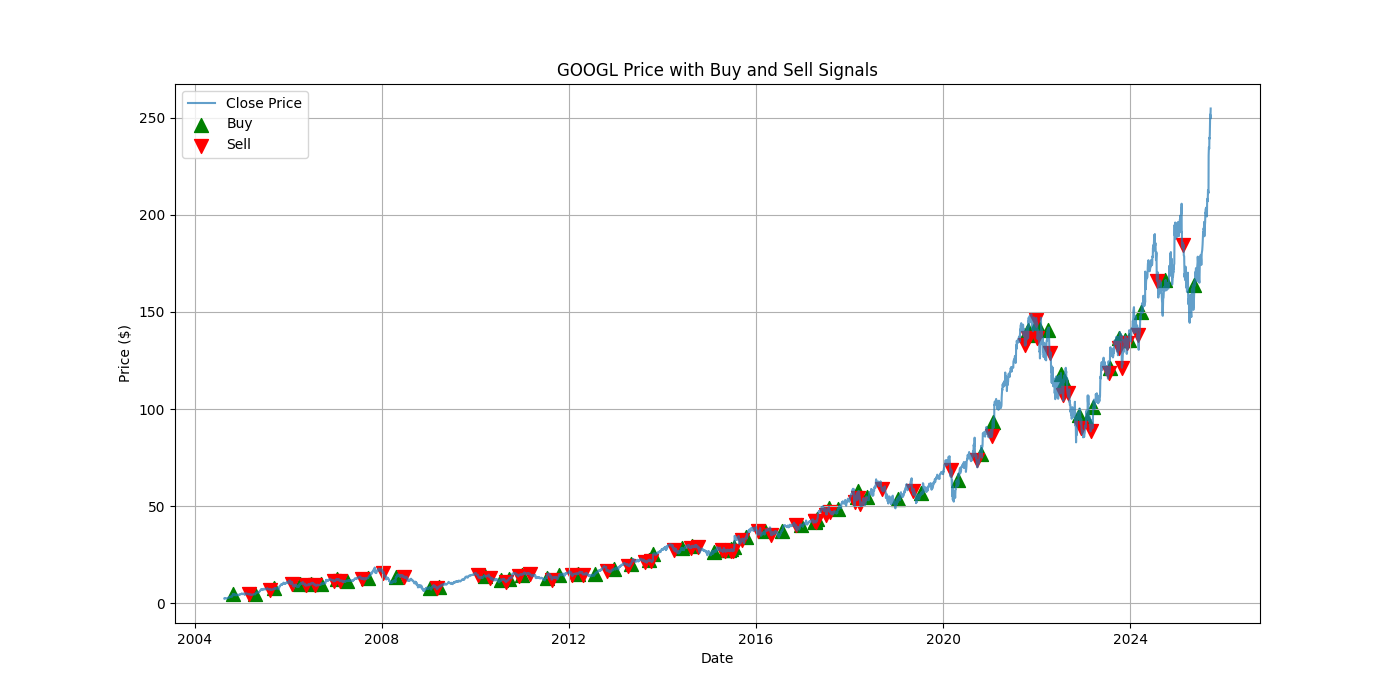 GOOGL Price with Buy and Sell Signals
Close Price
Buy
Sell
Price ($)
250
200
150
100
50
0
2004 2008 2012 2016 2020 2024
Date